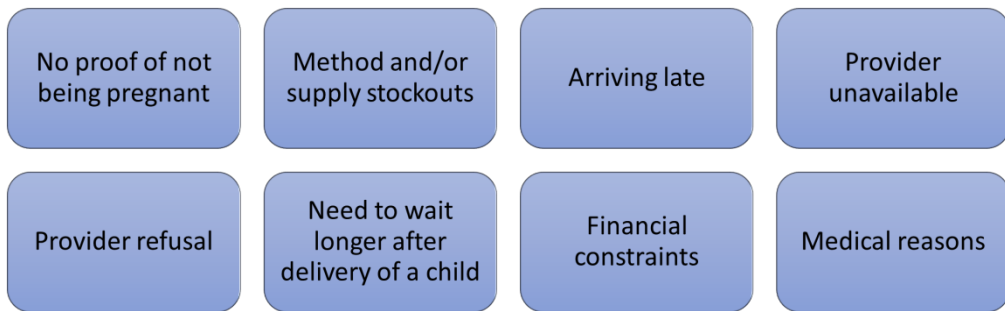 No proof of not
being pregnant
Method and/or
supply stockouts
Arriving late
Provider
unavailable
Provider refusal
Need to wait
longer after
delivery of a child
Financial
constraints
Medical reasons